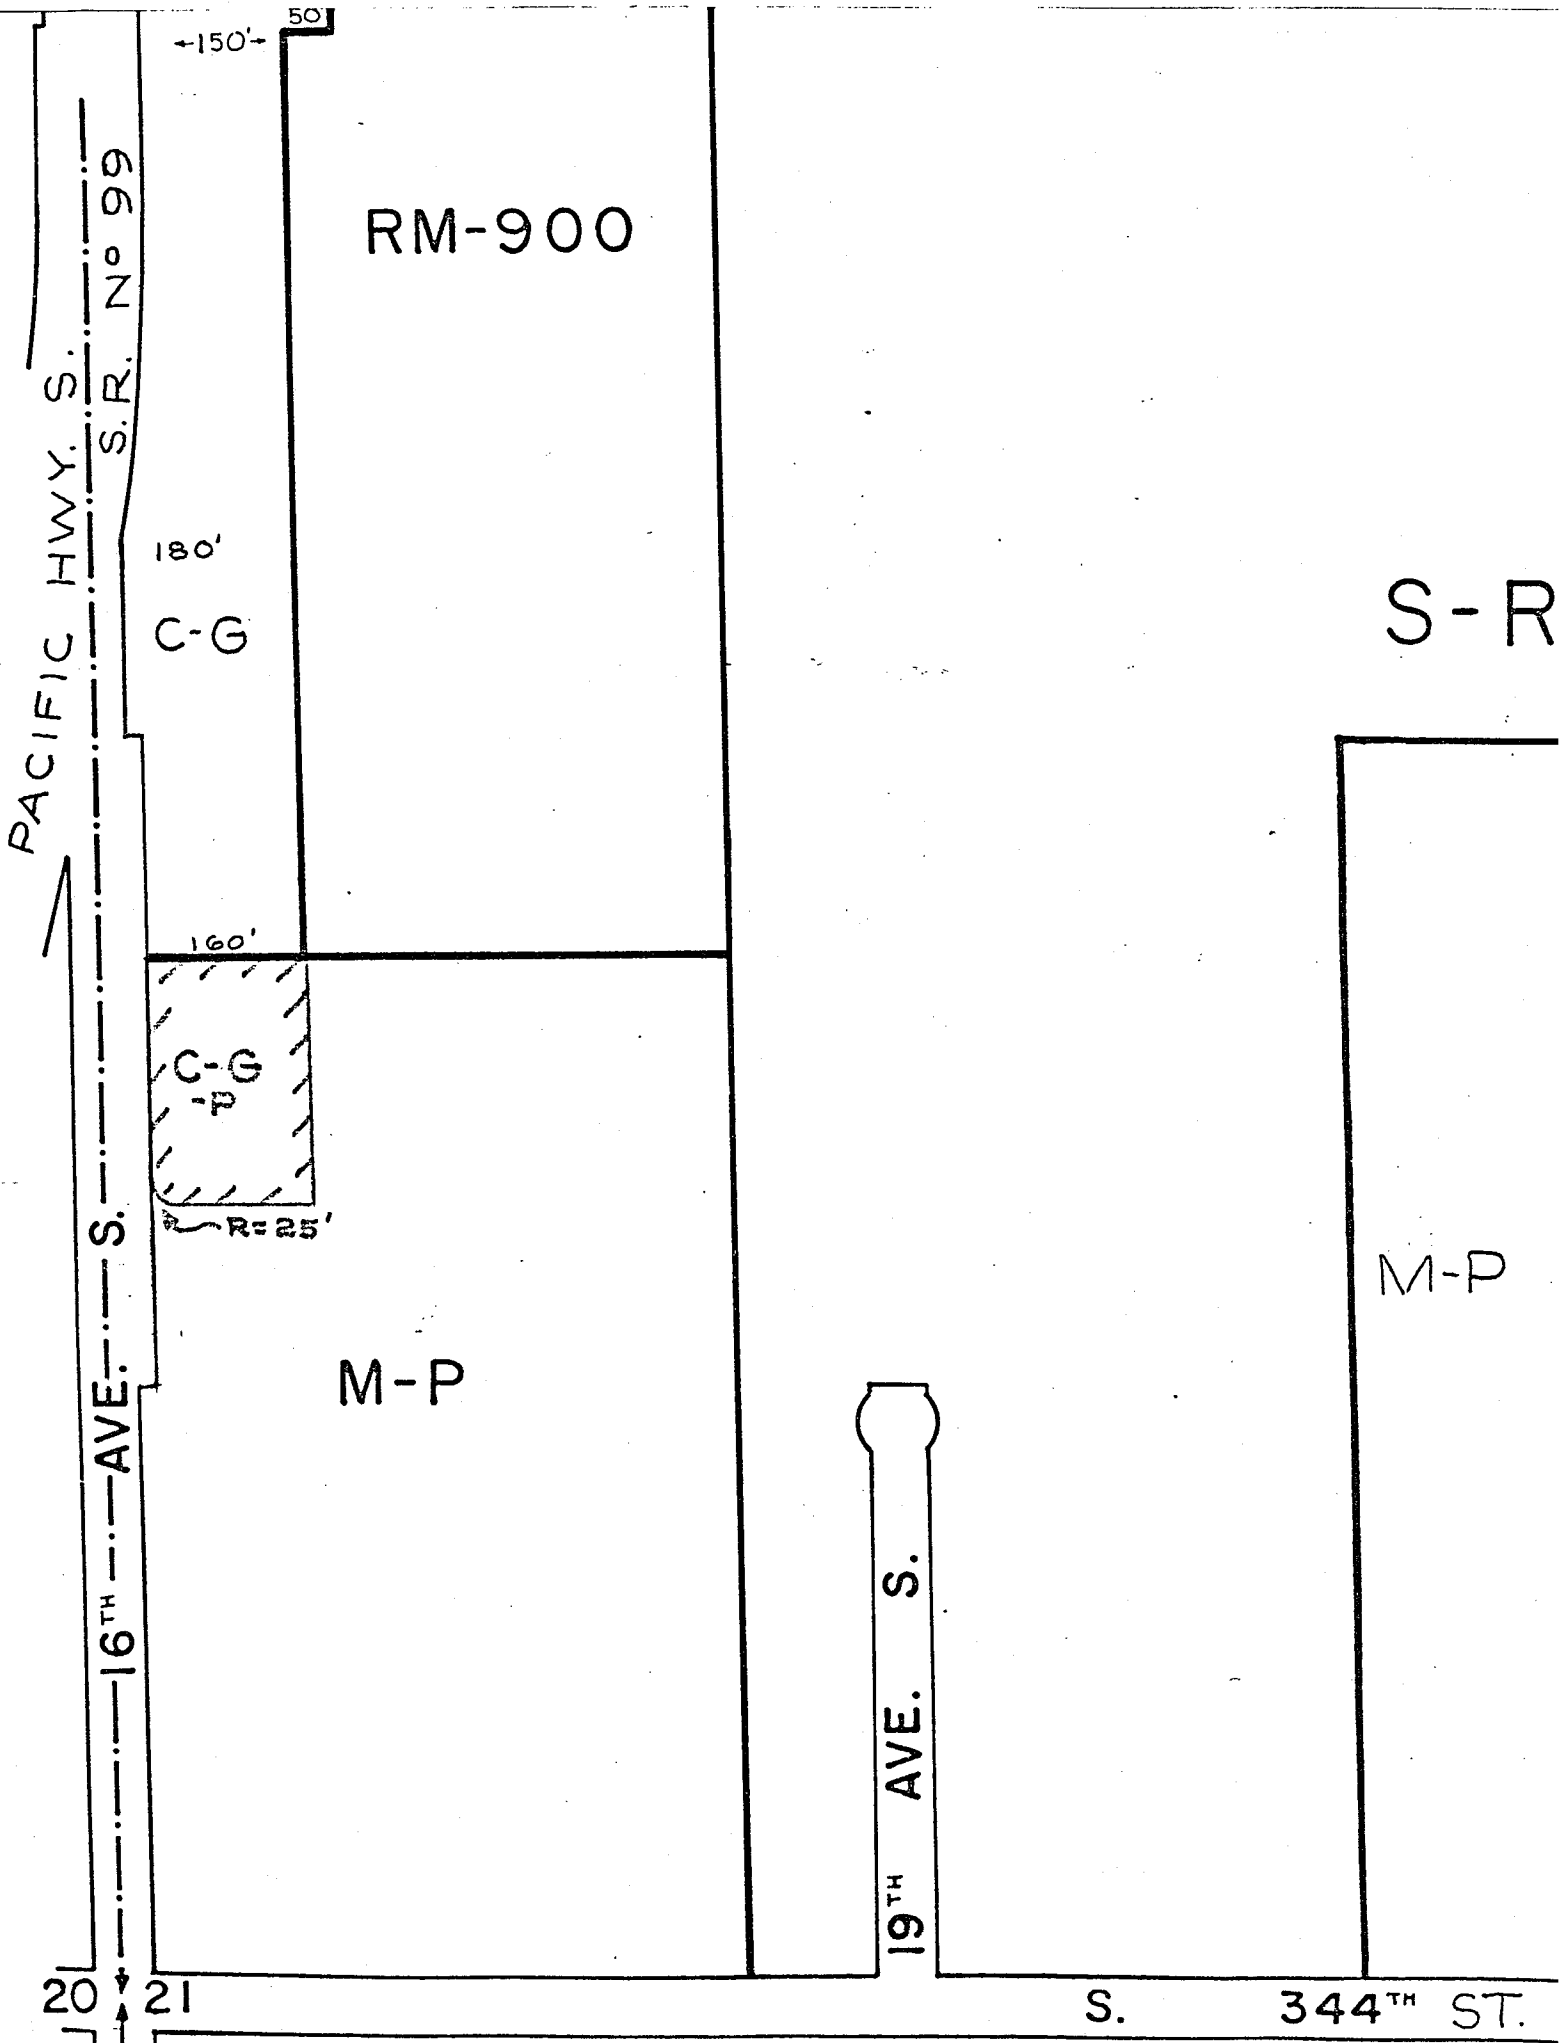 50'
150'
RM-900
PACIFIC HWY. S.
S.R. Nº 99
180'
C-G
S-R
160'
C-G
-P
R=25'
M-P
M-P
16TH AVE. S.
19TH AVE. S.
20 21
S. 344TH ST.